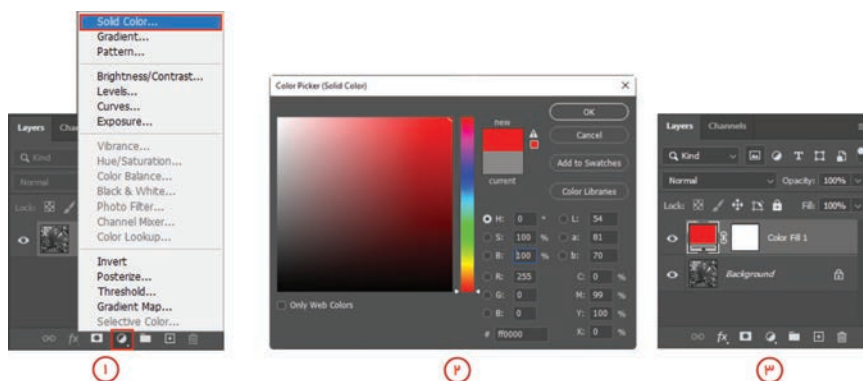 Solid Color...
Gradient...
Pattern...
Brightness/Contrast...
Levels...
Curves...
Exposure...
Vibrance...
Hue/Saturation...
Color Balance...
Black & White...
Photo Filter...
Channel Mixer...
Color Lookup...
Invert
Posterize...
Threshold...
Gradient Map...
Selective Color...
Layers
Kind
Normal
Lock:
fx
۱
Color Picker (Solid Color)
new
current
OK
Cancel
Add to Swatches
Color Libraries
H: 0 ° L: 54
S: 100 % a: 81
B: 100 % b: 70
R: 255 C: 0 %
G: 0 M: 99 %
B: 0 Y: 100 %
# ff0000 K: 0 %
Only Web Colors
۲
Layers Channels
Kind
Normal Opacity: 100%
Lock: Fill: 100%
Color Fill 1
Background
fx
۳